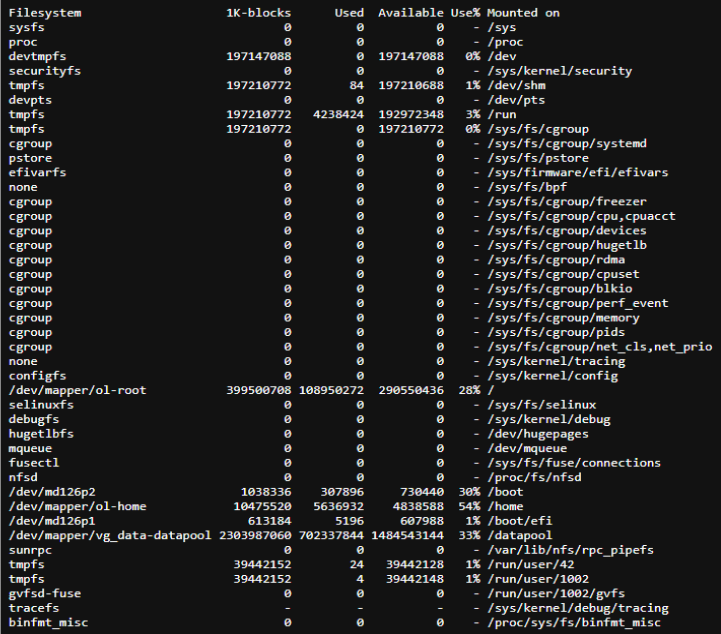 Filesystem 1K-blocks Used Available Use% Mounted on
sysfs 0 0 0 - /sys
proc 0 0 0 - /proc
devtmpfs 197147088 0 197147088 0% /dev
securityfs 0 0 0 - /sys/kernel/security
tmpfs 197210772 84 197210688 1% /dev/shm
devpts 0 0 0 - /dev/pts
tmpfs 197210772 4238424 192972348 3% /run
tmpfs 197210772 0 197210772 0% /sys/fs/cgroup
cgroup 0 0 0 - /sys/fs/cgroup/systemd
pstore 0 0 0 - /sys/fs/pstore
efivarfs 0 0 0 - /sys/firmware/efi/efivars
none 0 0 0 - /sys/fs/bpf
cgroup 0 0 0 - /sys/fs/cgroup/freezer
cgroup 0 0 0 - /sys/fs/cgroup/cpu,cpuacct
cgroup 0 0 0 - /sys/fs/cgroup/devices
cgroup 0 0 0 - /sys/fs/cgroup/hugetlb
cgroup 0 0 0 - /sys/fs/cgroup/rdma
cgroup 0 0 0 - /sys/fs/cgroup/cpuset
cgroup 0 0 0 - /sys/fs/cgroup/blkio
cgroup 0 0 0 - /sys/fs/cgroup/perf_event
cgroup 0 0 0 - /sys/fs/cgroup/memory
cgroup 0 0 0 - /sys/fs/cgroup/pids
cgroup 0 0 0 - /sys/fs/cgroup/net_cls,net_prio
none 0 0 0 - /sys/kernel/tracing
configfs 0 0 0 - /sys/kernel/config
/dev/mapper/ol-root 399500708 108950272 290550436 28% /
selinuxfs 0 0 0 - /sys/fs/selinux
debugfs 0 0 0 - /sys/kernel/debug
hugetlbfs 0 0 0 - /dev/hugepages
mqueue 0 0 0 - /dev/mqueue
fusectl 0 0 0 - /sys/fs/fuse/connections
nfsd 0 0 0 - /proc/fs/nfsd
/dev/md126p2 1038336 307896 730440 30% /boot
/dev/mapper/ol-home 10475520 5636932 4838588 54% /home
/dev/md126p1 613184 5196 607988 1% /boot/efi
/dev/mapper/vg_data-datapool 2303987060 702337844 1484543144 33% /datapool
sunrpc 0 0 0 - /var/lib/nfs/rpc_pipefs
tmpfs 39442152 24 39442128 1% /run/user/42
tmpfs 39442152 4 39442148 1% /run/user/1002
gvfsd-fuse 0 0 0 - /run/user/1002/gvfs
tracefs - - - - /sys/kernel/debug/tracing
binfmt_misc 0 0 0 - /proc/sys/fs/binfmt_misc